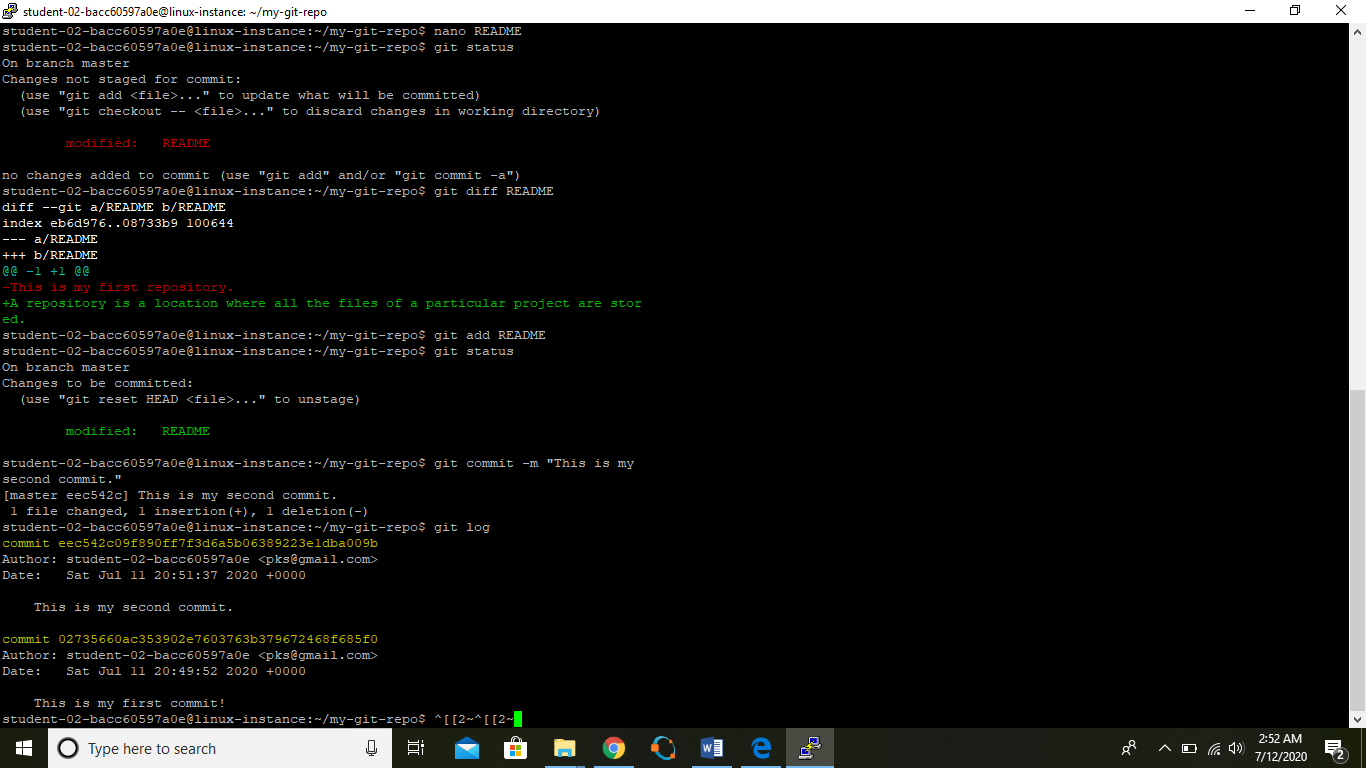 student-02-bacc60597a0e@linux-instance: ~/my-git-repo
student-02-bacc60597a0e@linux-instance:~/my-git-repo$ nano README
student-02-bacc60597a0e@linux-instance:~/my-git-repo$ git status
On branch master
Changes not staged for commit:
  (use "git add <file>..." to update what will be committed)
  (use "git checkout -- <file>..." to discard changes in working directory)
        modified:   README
no changes added to commit (use "git add" and/or "git commit -a")
student-02-bacc60597a0e@linux-instance:~/my-git-repo$ git diff README
diff --git a/README b/README
index eb6d976..08733b9 100644
--- a/README
+++ b/README
@@ -1 +1 @@
-This is my first repository.
+A repository is a location where all the files of a particular project are stor
ed.
student-02-bacc60597a0e@linux-instance:~/my-git-repo$ git add README
student-02-bacc60597a0e@linux-instance:~/my-git-repo$ git status
On branch master
Changes to be committed:
  (use "git reset HEAD <file>..." to unstage)
        modified:   README
student-02-bacc60597a0e@linux-instance:~/my-git-repo$ git commit -m "This is my
second commit."
[master eec542c] This is my second commit.
 1 file changed, 1 insertion(+), 1 deletion(-)
student-02-bacc60597a0e@linux-instance:~/my-git-repo$ git log
commit eec542c09f890ff7f3d6a5b06389223e1dba009b
Author: student-02-bacc60597a0e <pks@gmail.com>
Date:   Sat Jul 11 20:51:37 2020 +0000
    This is my second commit.
commit 02735660ac353902e7603763b379672468f685f0
Author: student-02-bacc60597a0e <pks@gmail.com>
Date:   Sat Jul 11 20:49:52 2020 +0000
    This is my first commit!
student-02-bacc60597a0e@linux-instance:~/my-git-repo$ ^[[2~^[[2~
Type here to search
2:52 AM
7/12/2020
2